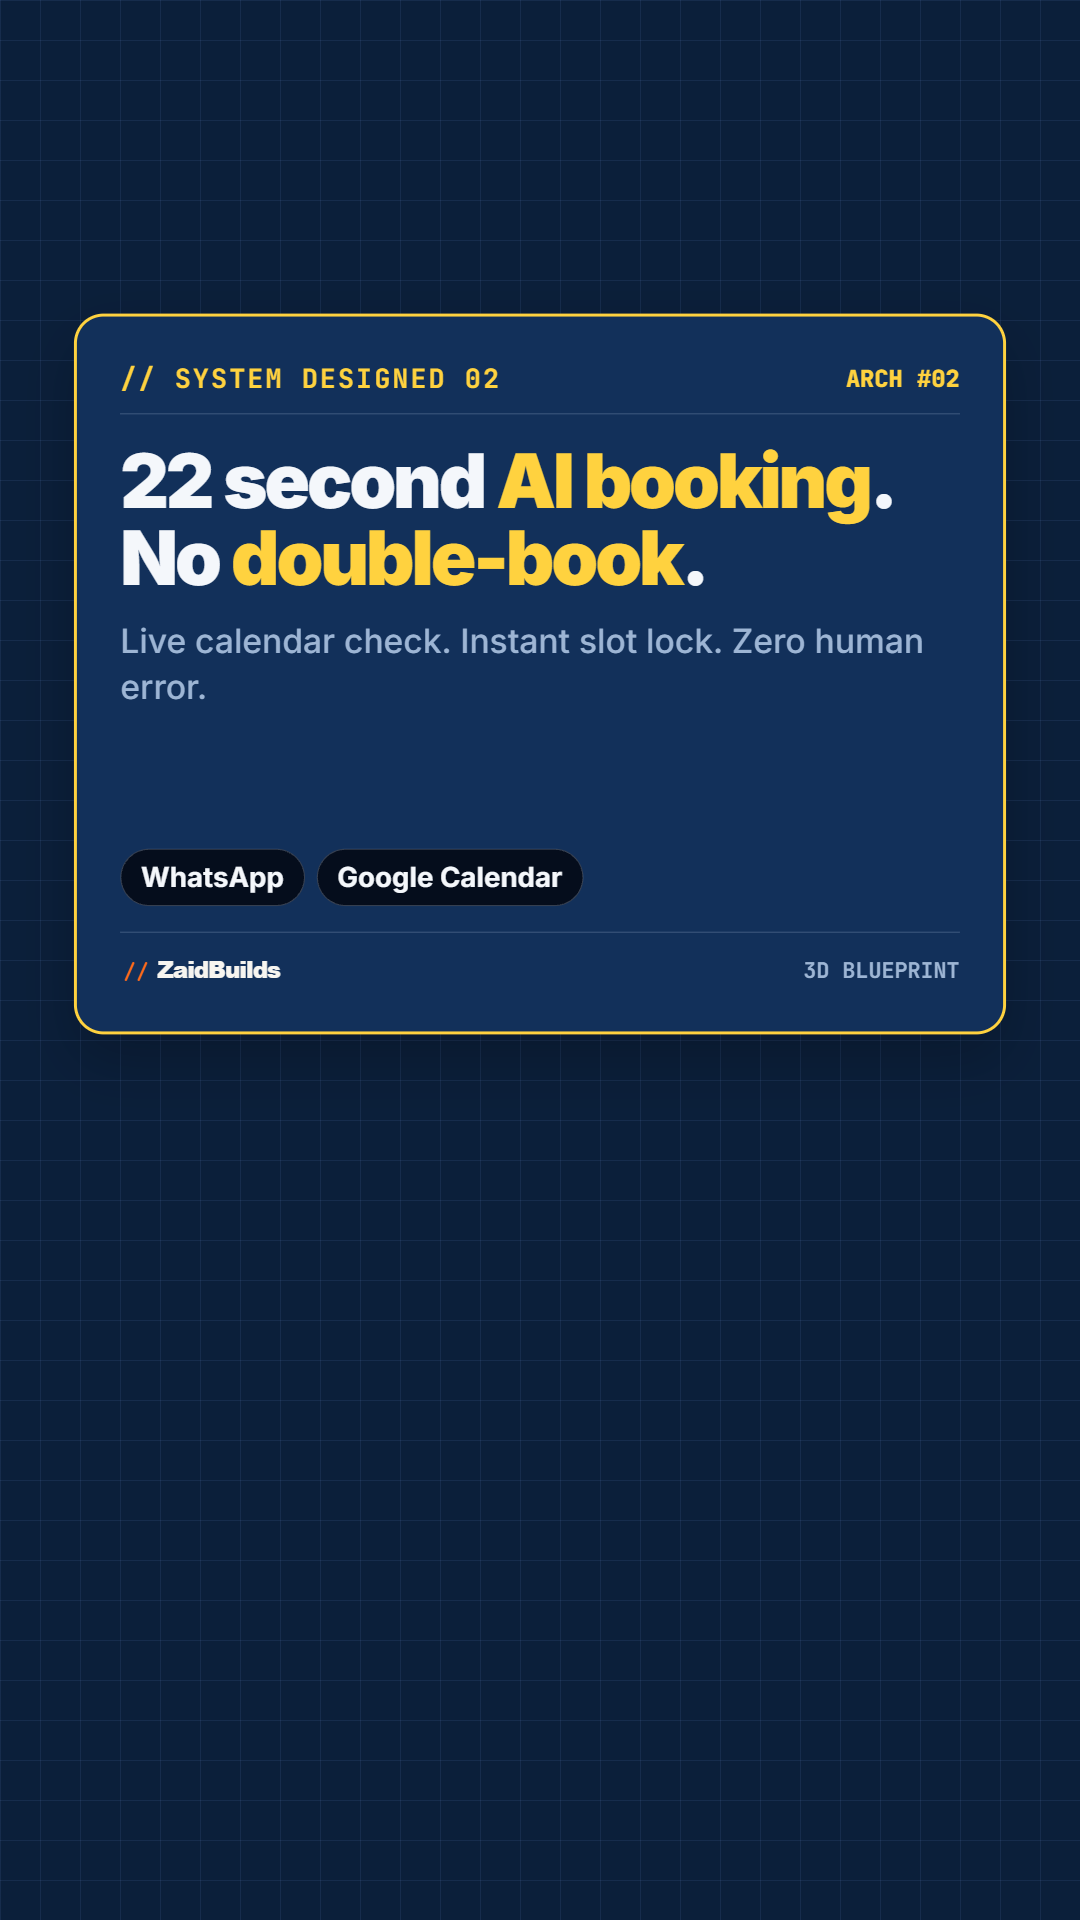 // SYSTEM DESIGNED 02
ARCH #02
22 second AI booking.
No double-book.
Live calendar check. Instant slot lock. Zero human
error.
WhatsApp
Google Calendar
// ZaidBuilds
3D BLUEPRINT